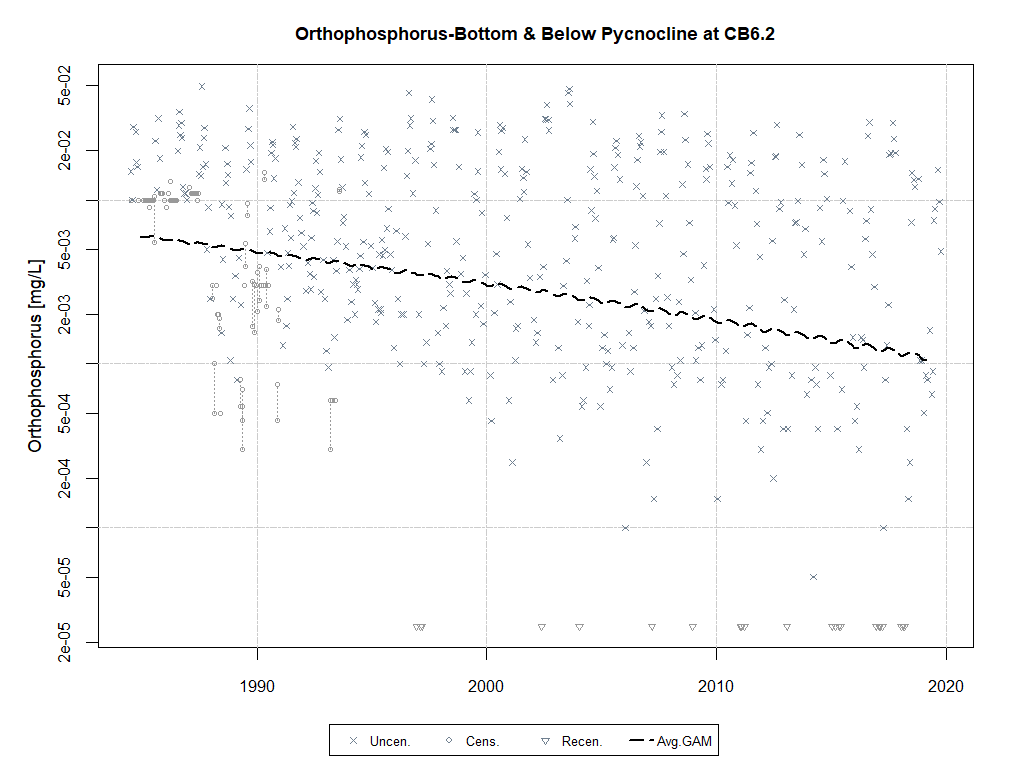 Orthophosphorus-Bottom & Below Pycnocline at CB6.2
Orthophosphorus [mg/L]
5e-02
2e-02
5e-03
2e-03
5e-04
2e-04
5e-05
2e-05
1990 2000 2010 2020
Uncen. Cens. Recen. Avg.GAM